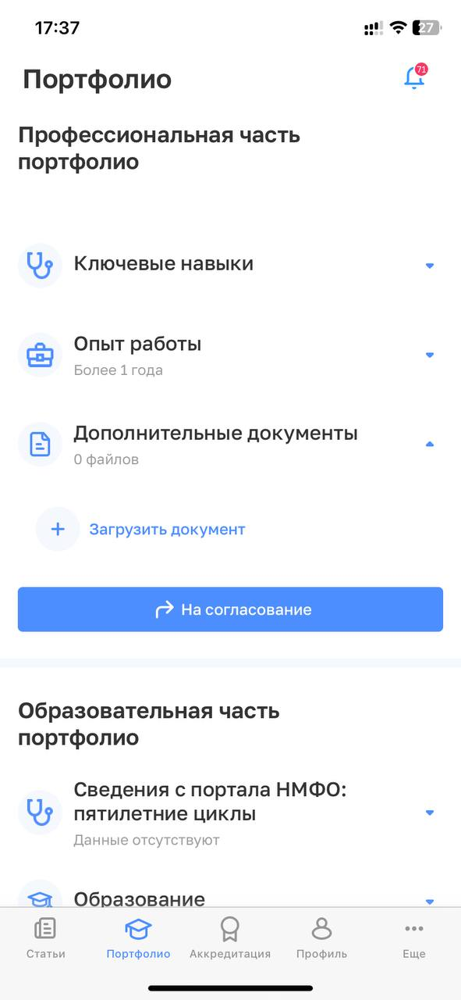 17:37
27
Портфолио
71
Профессиональная часть
портфолио
Ключевые навыки
Опыт работы
Более 1 года
Дополнительные документы
0 файлов
Загрузить документ
На согласование
Образовательная часть
портфолио
Сведения с портала НМФО:
пятилетние циклы
Данные отсутствуют
Образование
Статьи
Портфолио
Аккредитация
Профиль
Еще